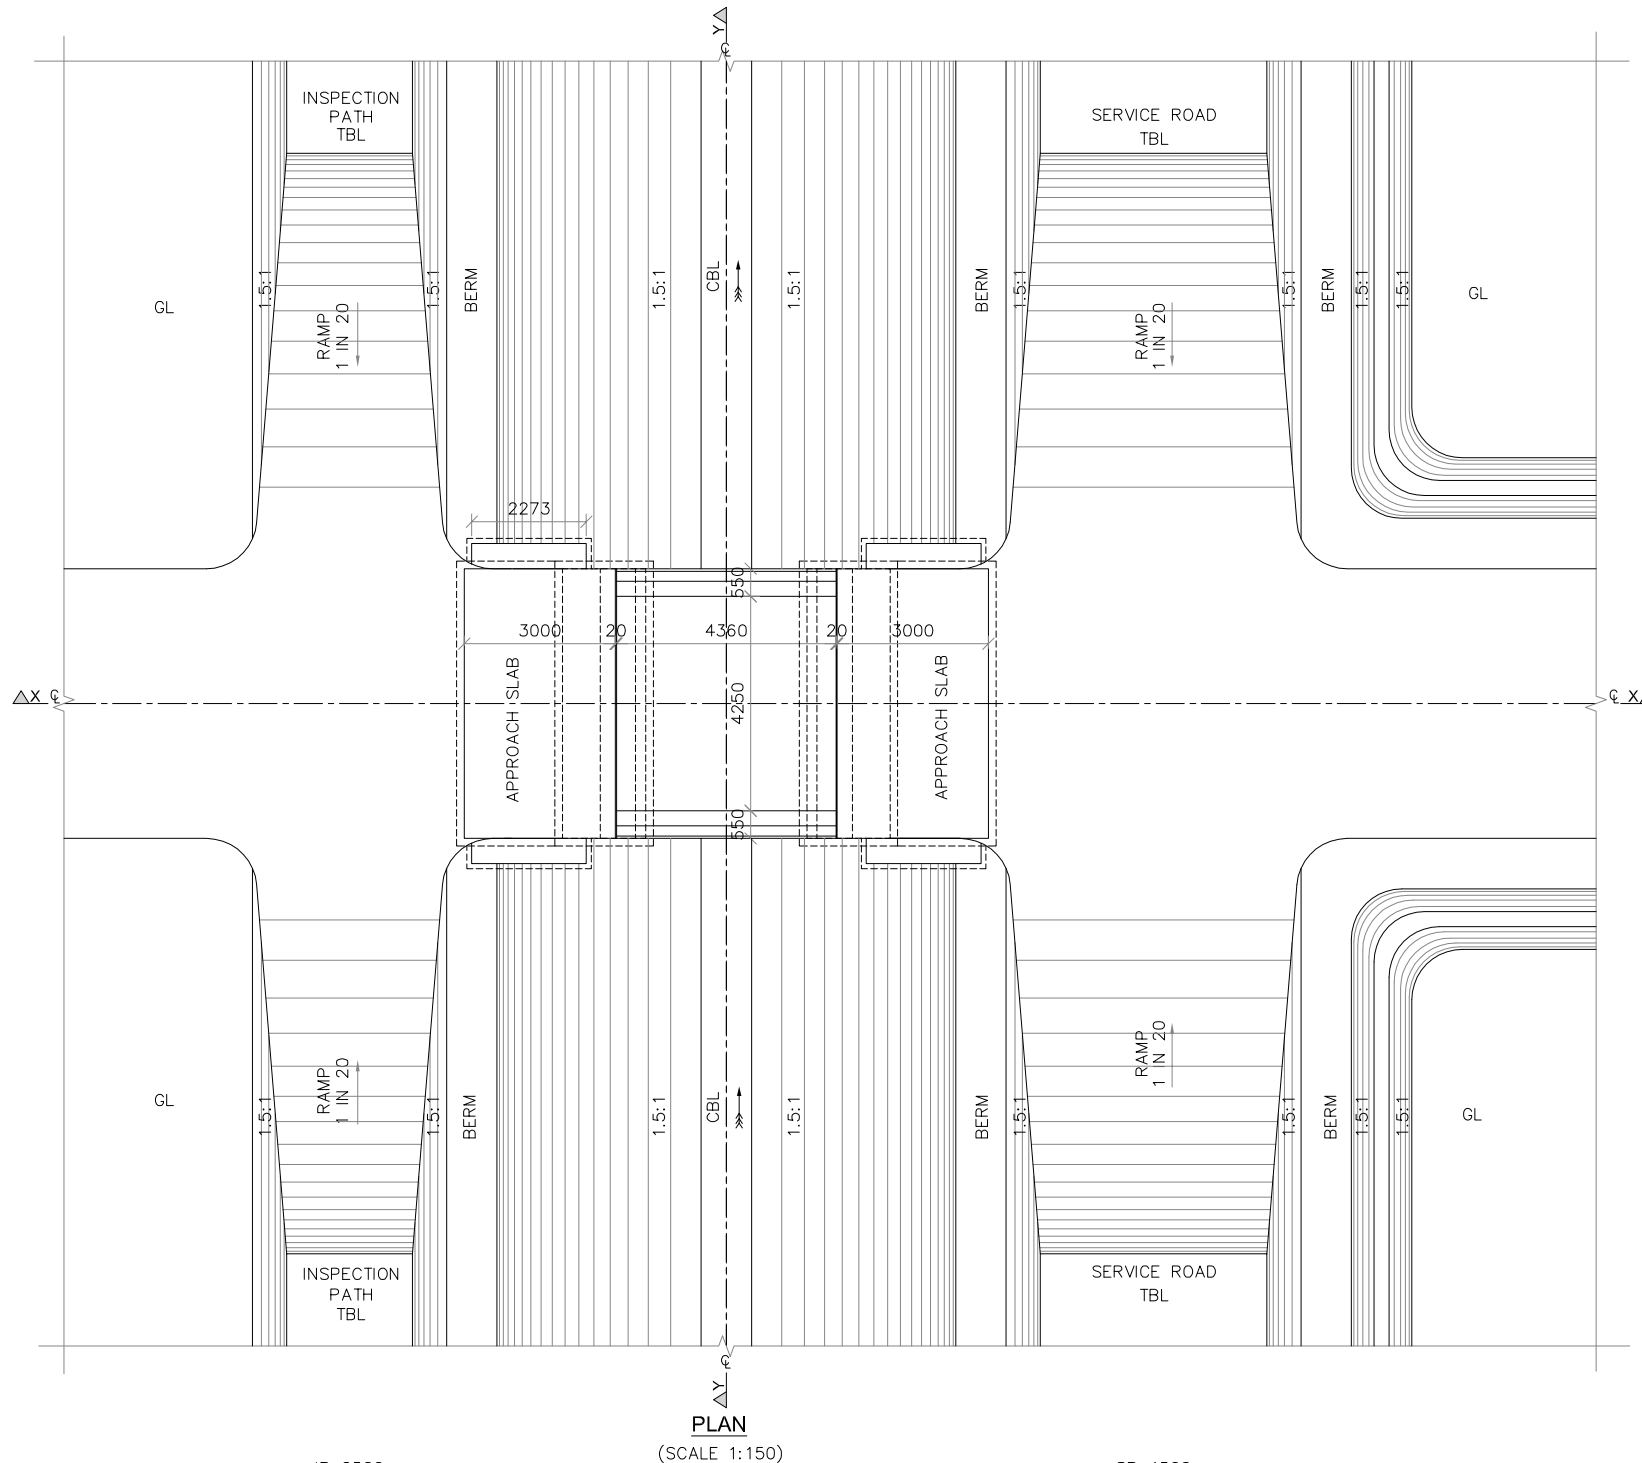 Y
℄
INSPECTION
PATH
TBL
SERVICE ROAD
TBL
GL
1.5:1
RAMP
1 IN 20
1.5:1
BERM
1.5:1
CBL
1.5:1
BERM
1.5:1
RAMP
1 IN 20
1.5:1
BERM
1.5:1
1.5:1
GL
2273
550
3000
20
4360
20
3000
X ℄
APPROACH SLAB
4250
APPROACH SLAB
℄ X
550
GL
1.5:1
RAMP
1 IN 20
1.5:1
BERM
1.5:1
CBL
1.5:1
BERM
1.5:1
RAMP
1 IN 20
1.5:1
BERM
1.5:1
1.5:1
GL
INSPECTION
PATH
TBL
SERVICE ROAD
TBL
℄
Y
PLAN
(SCALE 1:150)